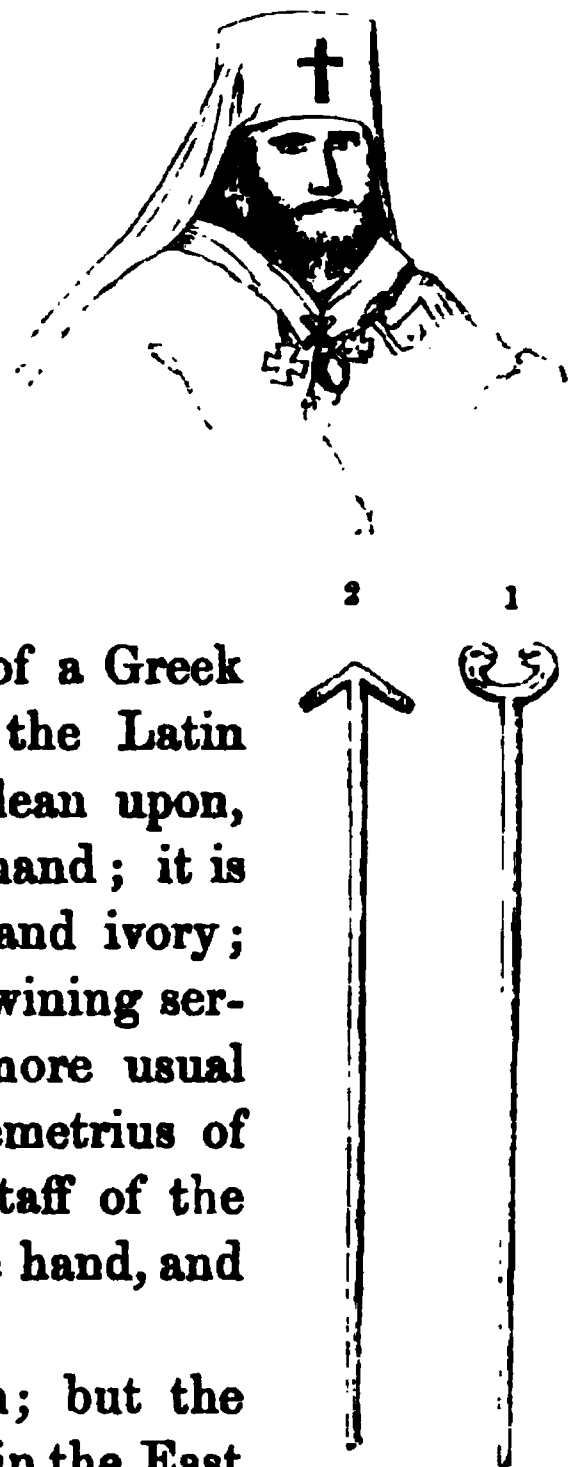 2 1
of a Greek
the Latin
lean upon,
hand; it is
and ivory;
wining ser-
more usual
emetrius of
taff of the
hand, and
; but the
in the East